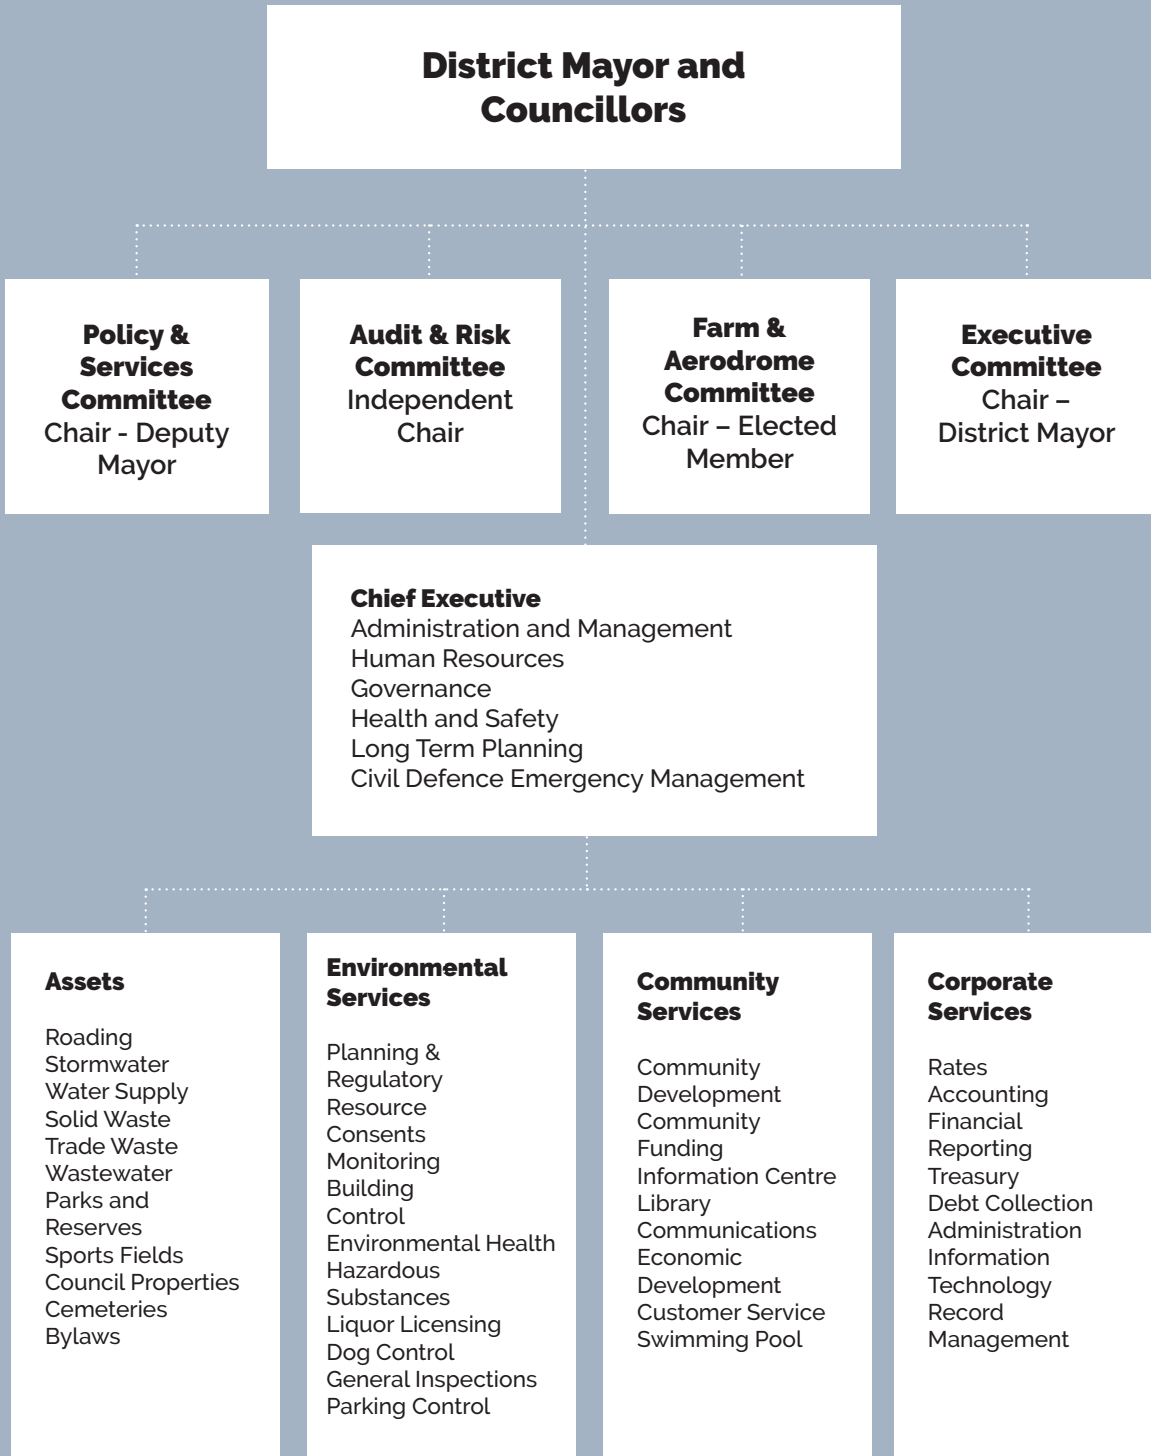 District Mayor and
Councillors
Policy &
Services
Committee
Chair - Deputy
Mayor
Audit & Risk
Committee
Independent
Chair
Farm &
Aerodrome
Committee
Chair – Elected
Member
Executive
Committee
Chair –
District Mayor
Chief Executive
Administration and Management
Human Resources
Governance
Health and Safety
Long Term Planning
Civil Defence Emergency Management
Assets
Roading
Stormwater
Water Supply
Solid Waste
Trade Waste
Wastewater
Parks and
Reserves
Sports Fields
Council Properties
Cemeteries
Bylaws
Environmental
Services
Planning &
Regulatory
Resource
Consents
Monitoring
Building
Control
Environmental Health
Hazardous
Substances
Liquor Licensing
Dog Control
General Inspections
Parking Control
Community
Services
Community
Development
Community
Funding
Information Centre
Library
Communications
Economic
Development
Customer Service
Swimming Pool
Corporate
Services
Rates
Accounting
Financial
Reporting
Treasury
Debt Collection
Administration
Information
Technology
Record
Management